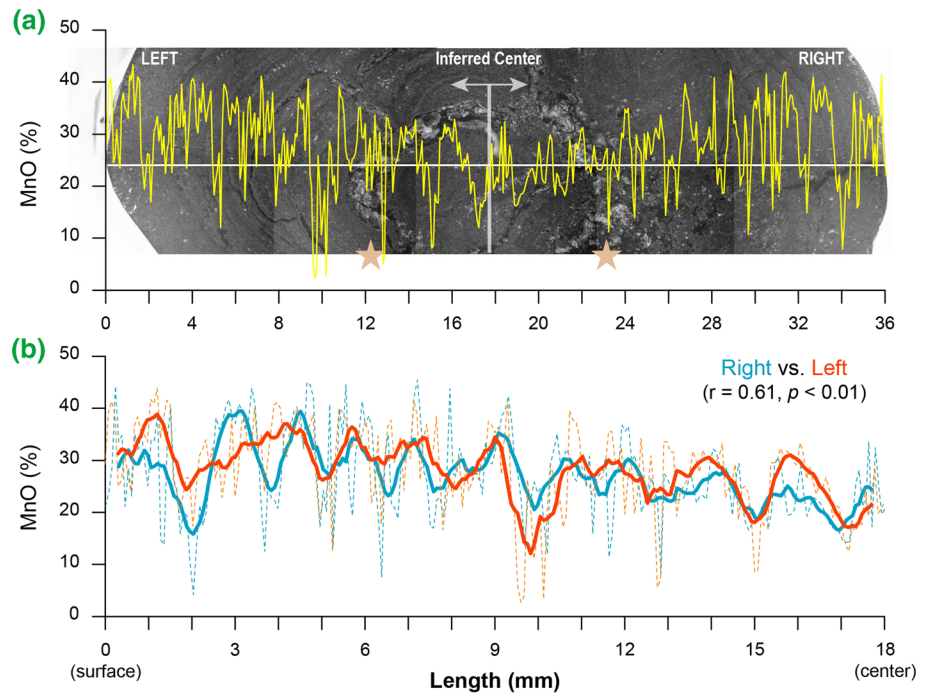 (a)
50
40
30
20
10
0
MnO (%)
LEFT
Inferred Center
RIGHT
0 4 8 12 16 20 24 28 32 36
(b)
50
40
30
20
10
0
MnO (%)
Right vs. Left
(r = 0.61, p < 0.01)
0 3 6 9 12 15 18
(surface) (center)
Length (mm)